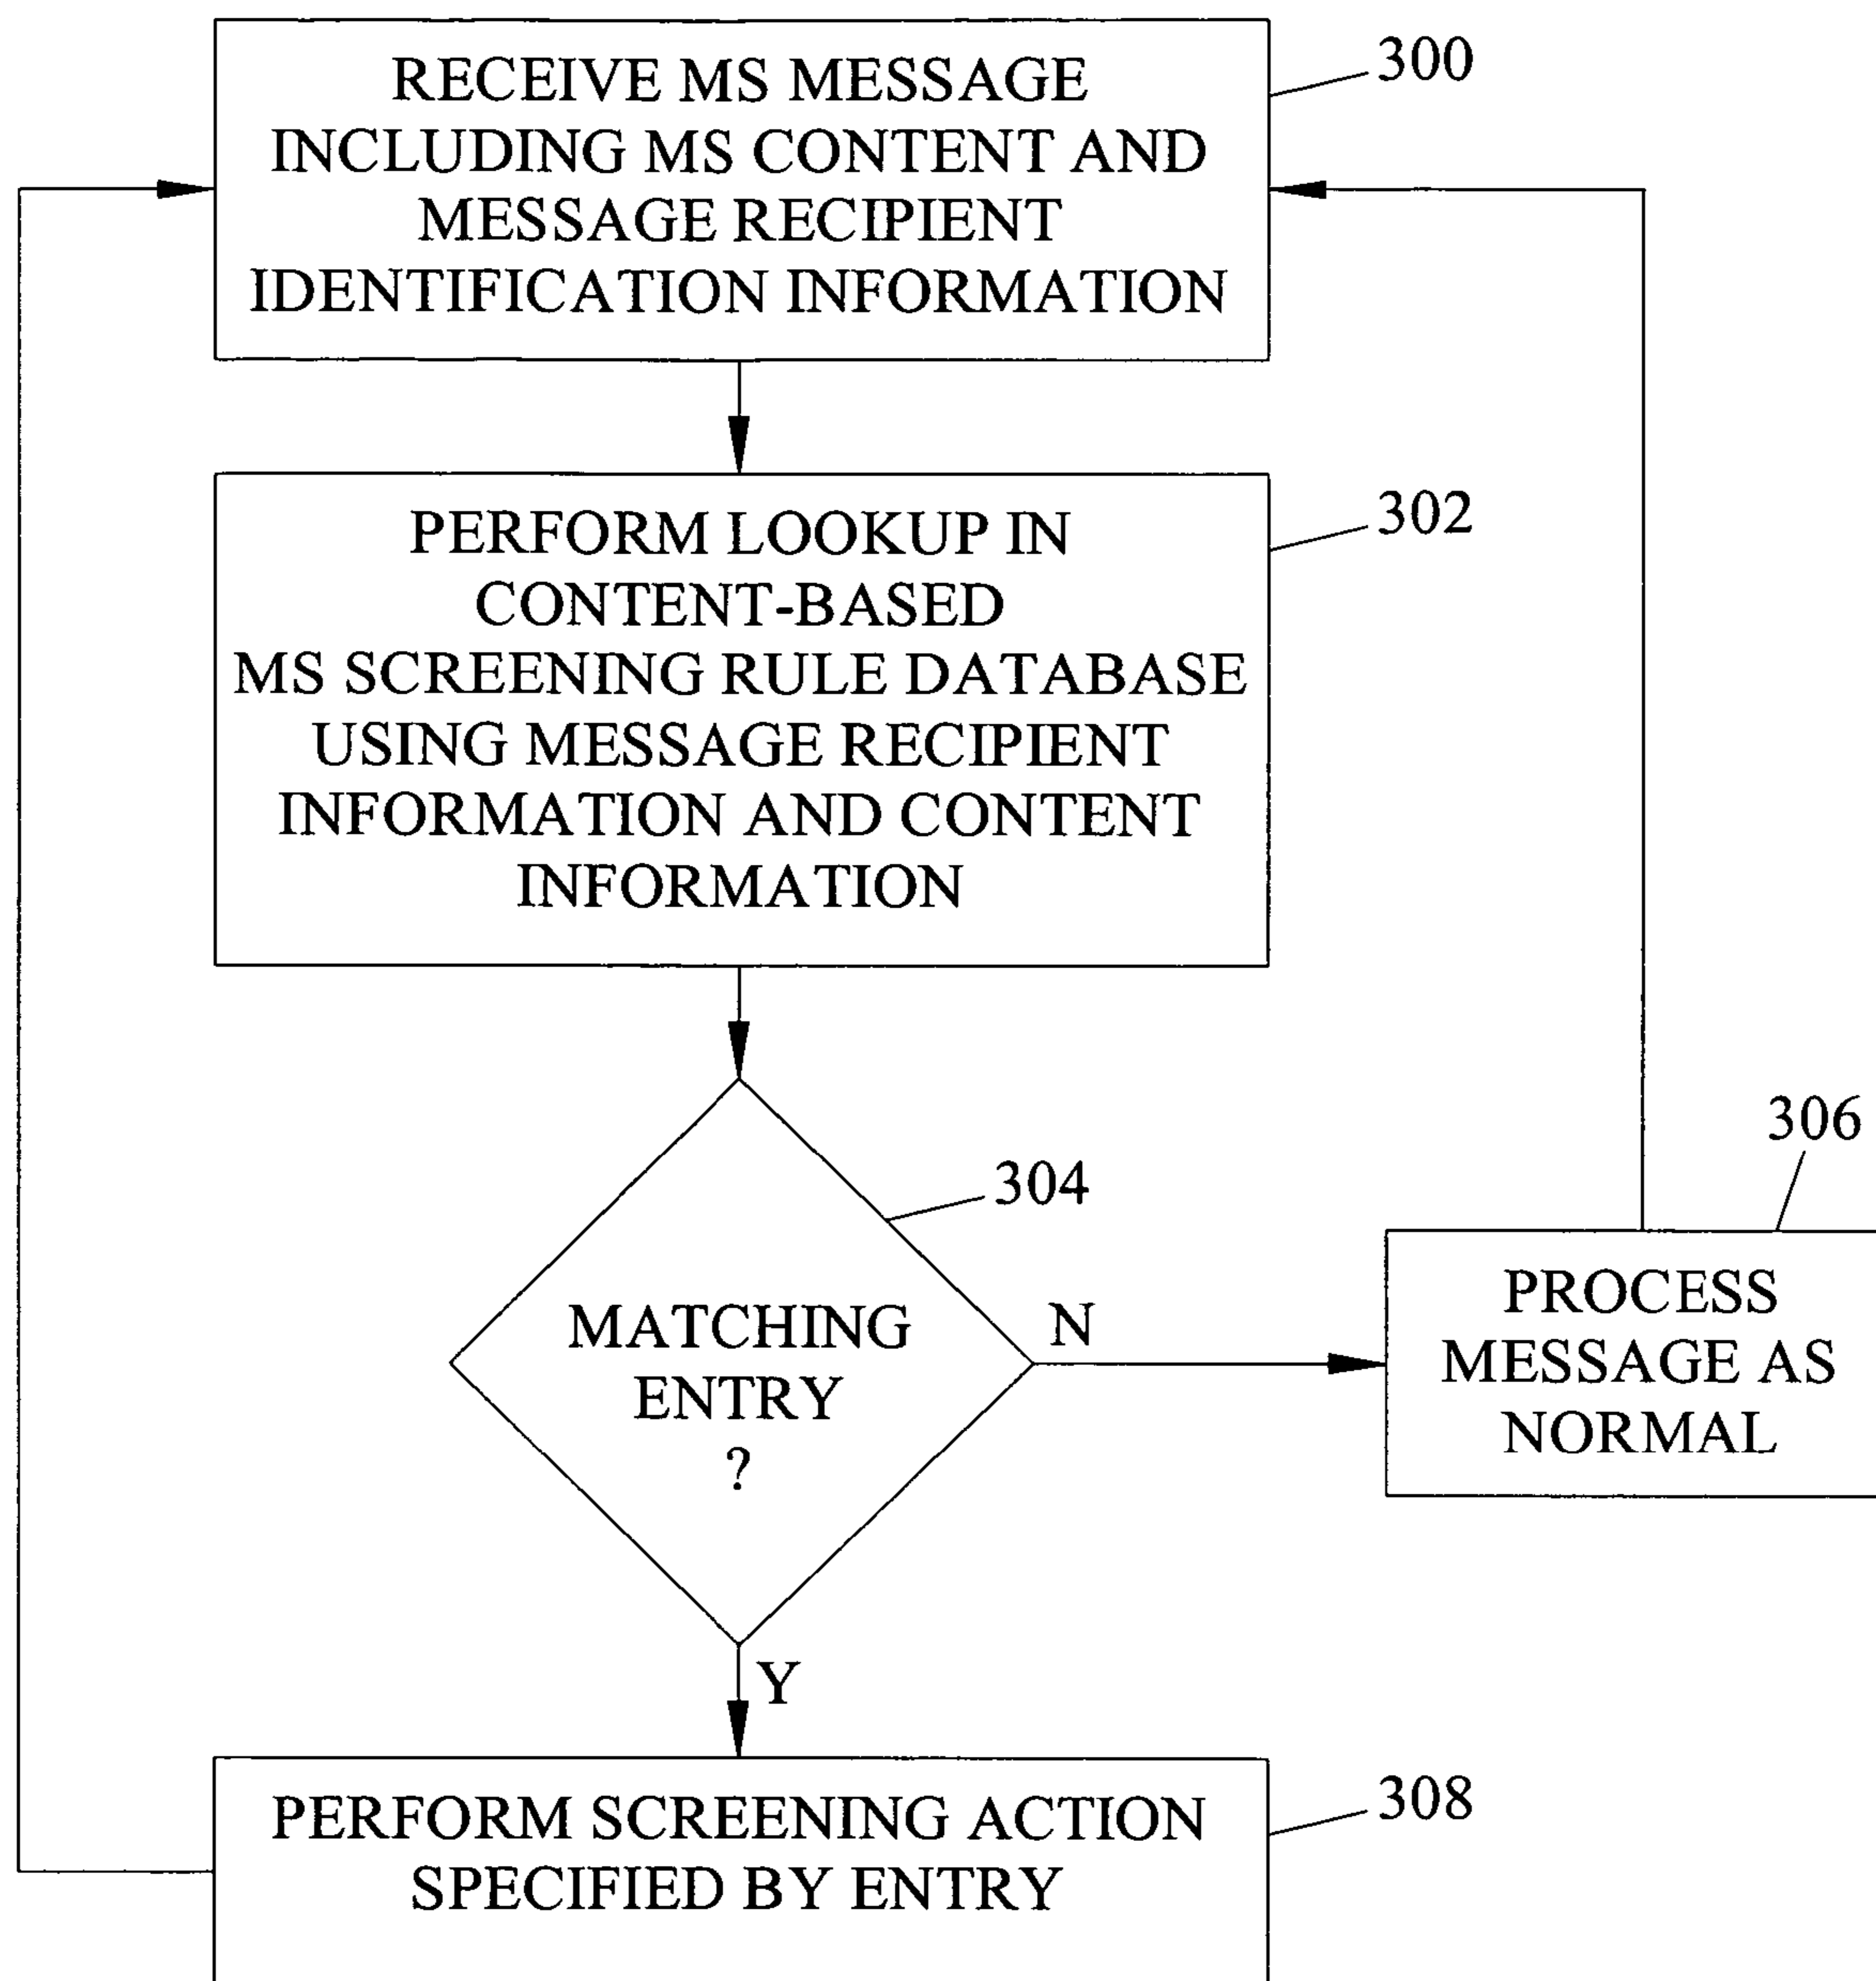 RECEIVE MS MESSAGE
INCLUDING MS CONTENT AND
MESSAGE RECIPIENT
IDENTIFICATION INFORMATION
300
PERFORM LOOKUP IN
CONTENT-BASED
MS SCREENING RULE DATABASE
USING MESSAGE RECIPIENT
INFORMATION AND CONTENT
INFORMATION
302
304
MATCHING
ENTRY
?
N
306
PROCESS
MESSAGE AS
NORMAL
Y
PERFORM SCREENING ACTION
SPECIFIED BY ENTRY
308